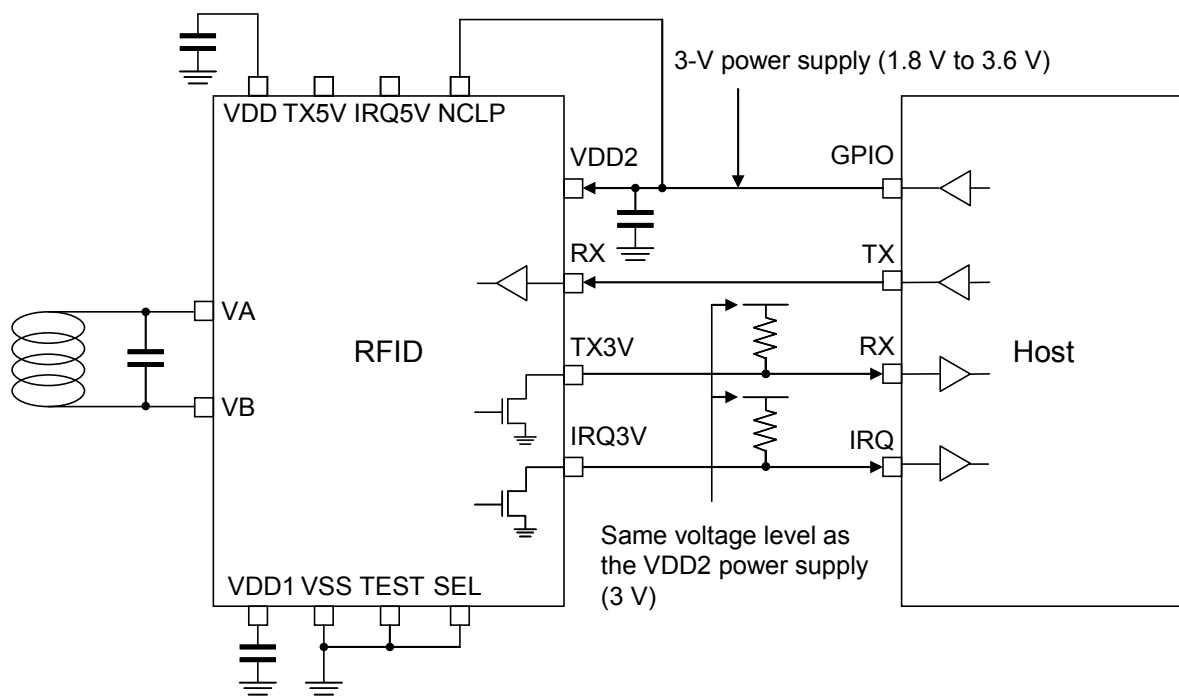 3-V power supply (1.8 V to 3.6 V)
VDD TX5V IRQ5V NCLP
VDD2
GPIO
RX
TX
VA
RFID
TX3V
RX
Host
VB
IRQ3V
IRQ
Same voltage level as
the VDD2 power supply
(3 V)
VDD1 VSS TEST SEL